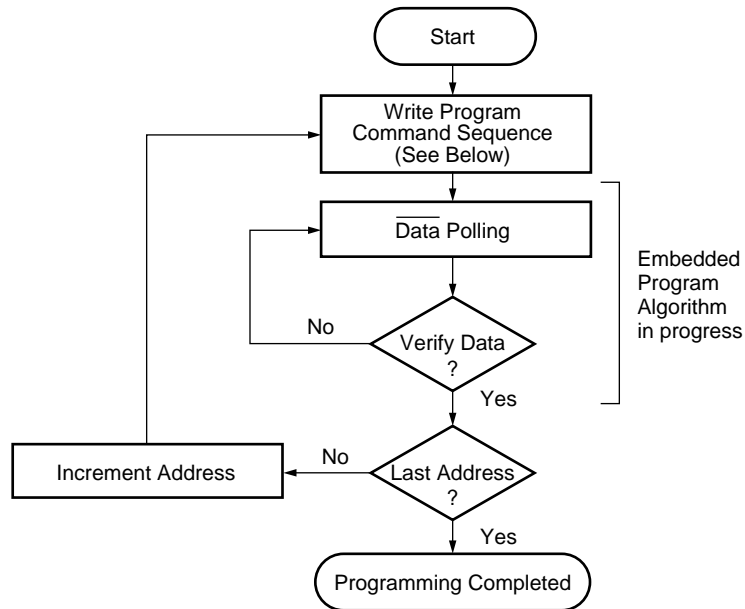 Start
Write Program
Command Sequence
(See Below)
Data Polling
Embedded
Program
Algorithm
in progress
No
Verify Data
?
Yes
Increment Address
No
Last Address
?
Yes
Programming Completed